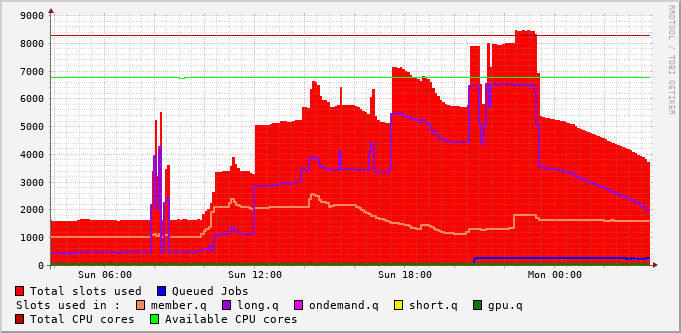 9000
8000
7000
6000
5000
4000
3000
2000
1000
0
Sun 06:00 Sun 12:00 Sun 18:00 Mon 00:00
RRDTOOL / TOBI OETIKER
Total slots used Queued Jobs
Slots used in : member.q long.q ondemand.q short.q gpu.q
Total CPU cores Available CPU cores